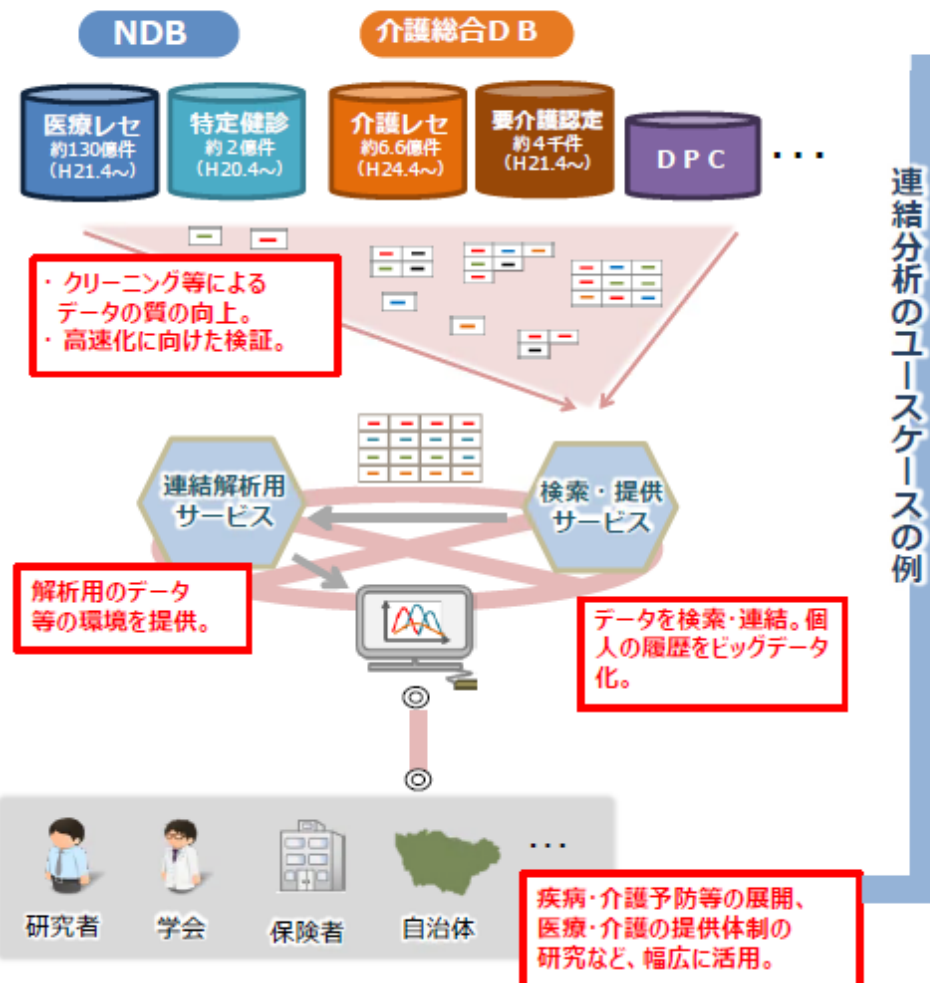 NDB
介護総合DB
医療レセ
約130億件
（H21.4～）
特定健診
約２億件
（H20.4～）
介護レセ
約6.6億件
（H24.4～）
要介護認定
約４千件
（H21.4～）
DPC
・・・
・ クリーニング等による
データの質の向上。
・ 高速化に向けた検証。
連結解析用
サービス
検索・提供
サービス
解析用のデータ
等の環境を提供。
データを検索・連結。個
人の履歴をビッグデータ
化。
研究者
学会
保険者
自治体
・・・
疾病・介護予防等の展開、
医療・介護の提供体制の
研究など、幅広に活用。
連結分析のユースケースの例